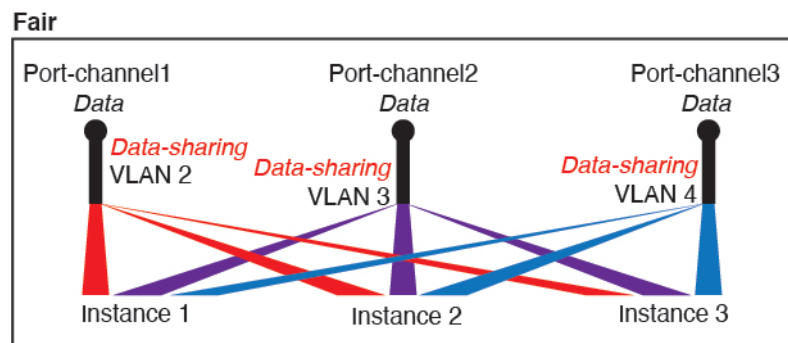 Fair
Port-channel1
Port-channel2
Port-channel3
Data
Data
Data
Data-sharing
VLAN 2
Data-sharing
VLAN 3
Data-sharing
VLAN 4
Instance 1
Instance 2
Instance 3